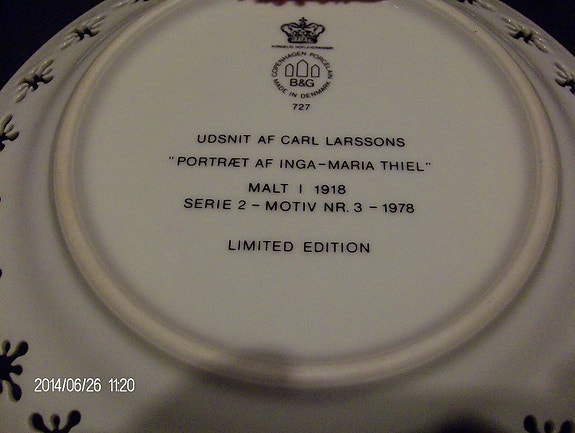 COPENHAGEN PORCELAIN
B&G
MADE IN DENMARK
727
UDSNIT AF CARL LARSSONS
"PORTRÆT AF INGA-MARIA THIEL"
MALT I 1918
SERIE 2 - MOTIV NR. 3 - 1978
LIMITED EDITION
2014/06/26 11:20